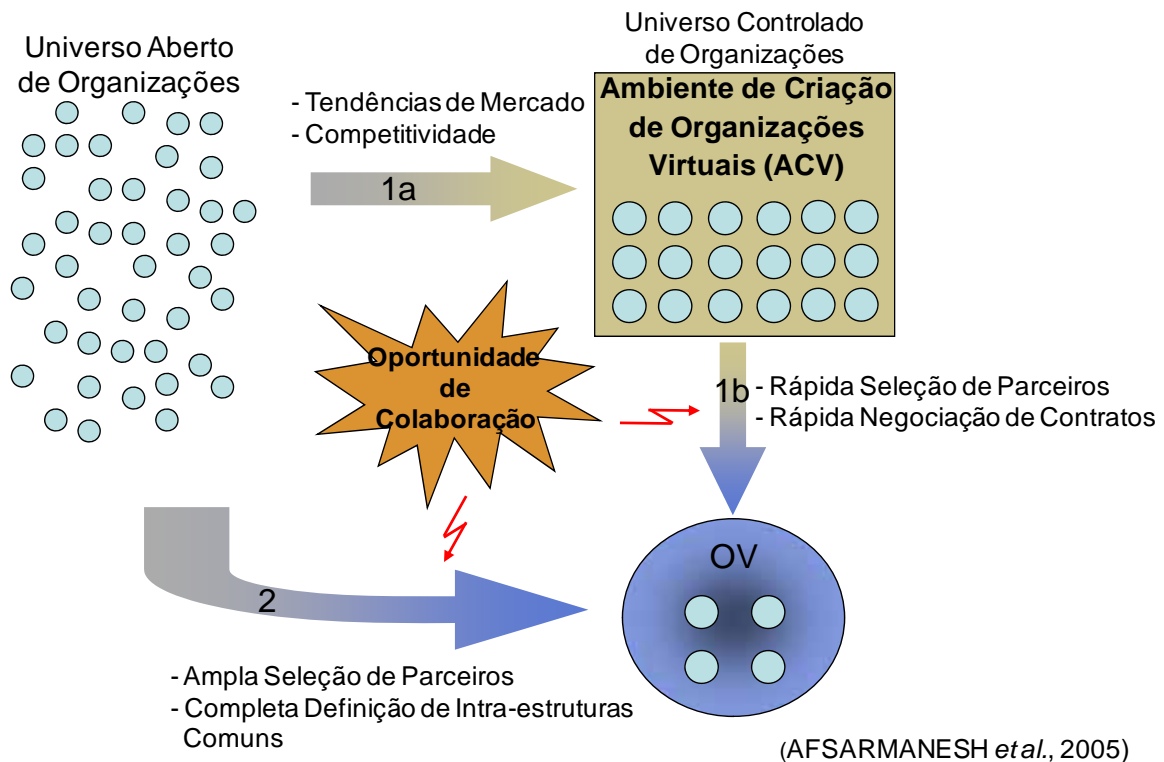 Universo Aberto
de Organizações
- Tendências de Mercado
- Competitividade
1a
Universo Controlado
de Organizações
Ambiente de Criação
de Organizações
Virtuais (ACV)
Oportunidade
de
Colaboração
1b
- Rápida Seleção de Parceiros
- Rápida Negociação de Contratos
OV
2
- Ampla Seleção de Parceiros
- Completa Definição de Intra-estruturas
Comuns
(AFSARMANESH et al., 2005)